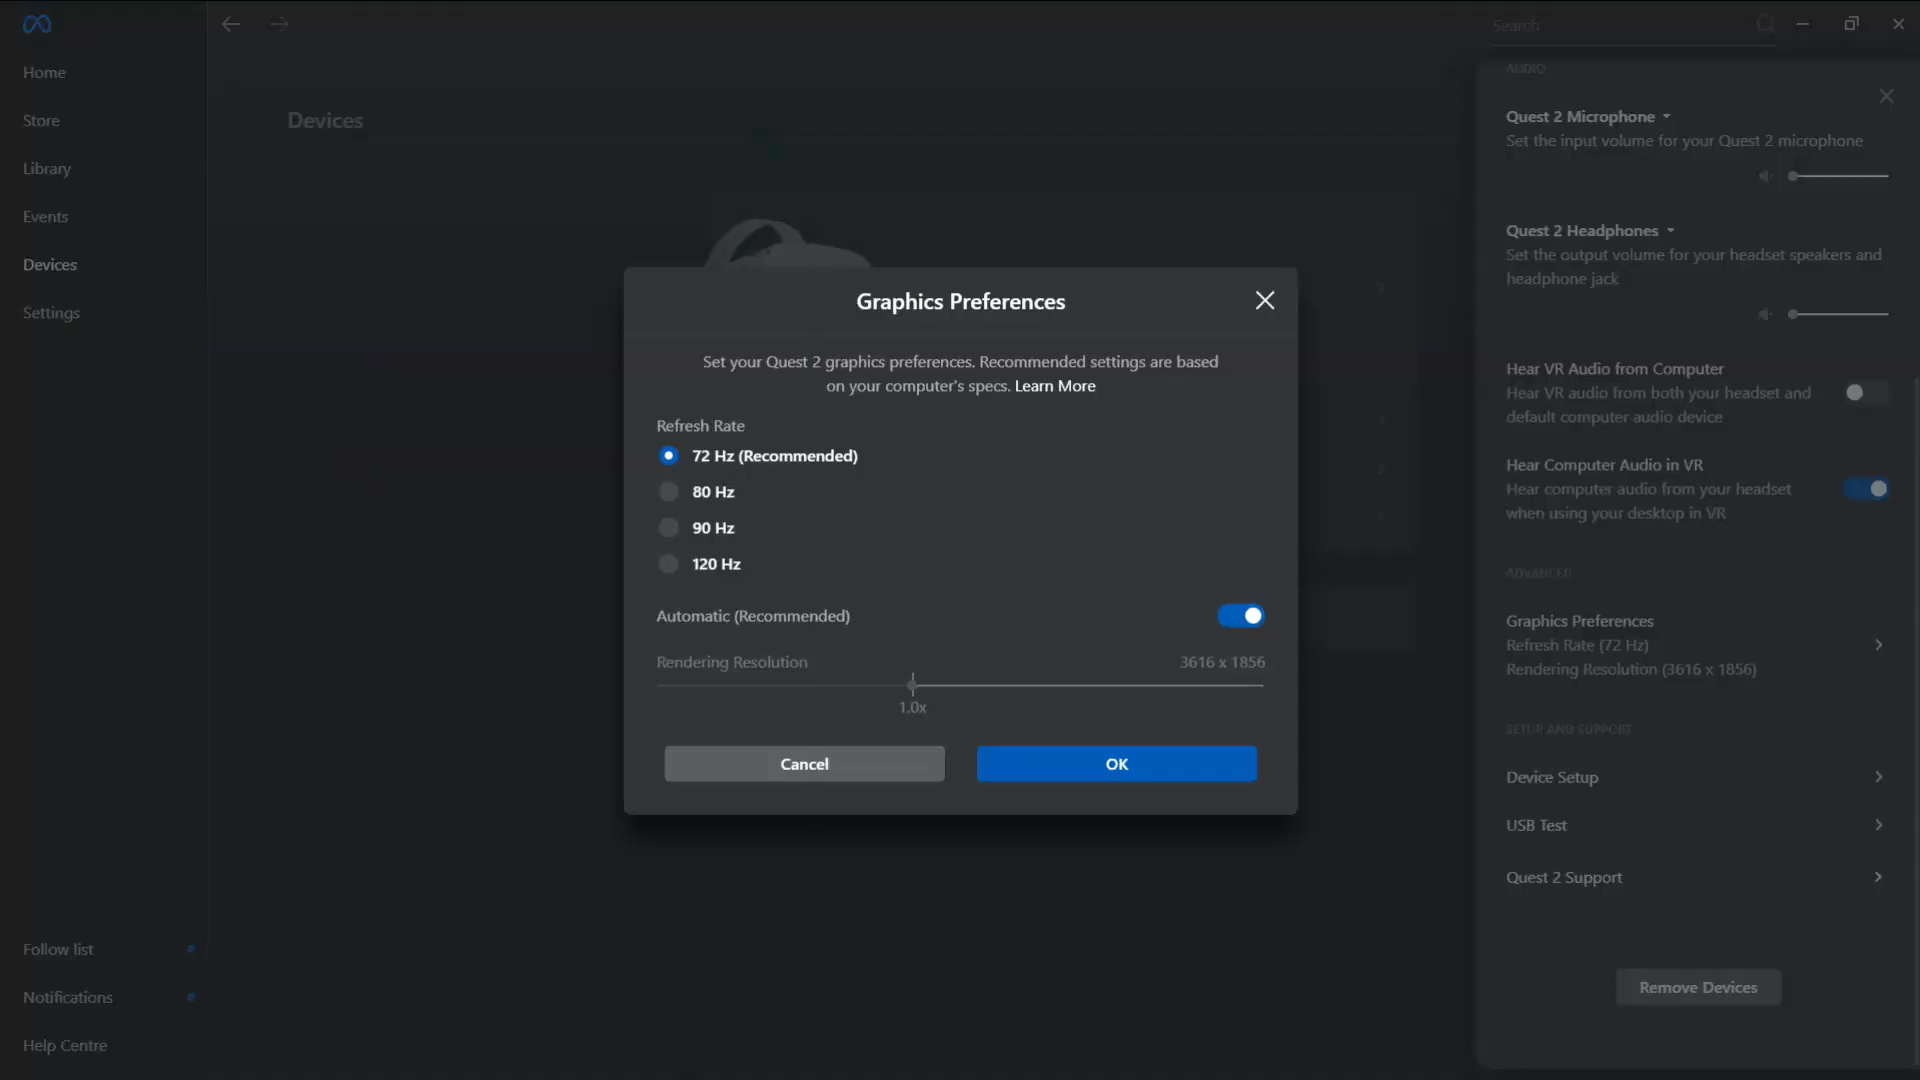 Search
Home
Store
Library
Events
Devices
Settings
Follow list
Notifications
Help Centre
Devices
Graphics Preferences
Set your Quest 2 graphics preferences. Recommended settings are based
on your computer's specs. Learn More
Refresh Rate
72 Hz (Recommended)
80 Hz
90 Hz
120 Hz
Automatic (Recommended)
Rendering Resolution 3616 x 1856
1.0x
Cancel OK
AUDIO
Quest 2 Microphone
Set the input volume for your Quest 2 microphone
Quest 2 Headphones
Set the output volume for your headset speakers and
headphone jack
Hear VR Audio from Computer
Hear VR audio from both your headset and
default computer audio device
Hear Computer Audio in VR
Hear computer audio from your headset
when using your desktop in VR
ADVANCED
Graphics Preferences
Refresh Rate (72 Hz)
Rendering Resolution (3616 x 1856)
SETUP AND SUPPORT
Device Setup
USB Test
Quest 2 Support
Remove Devices